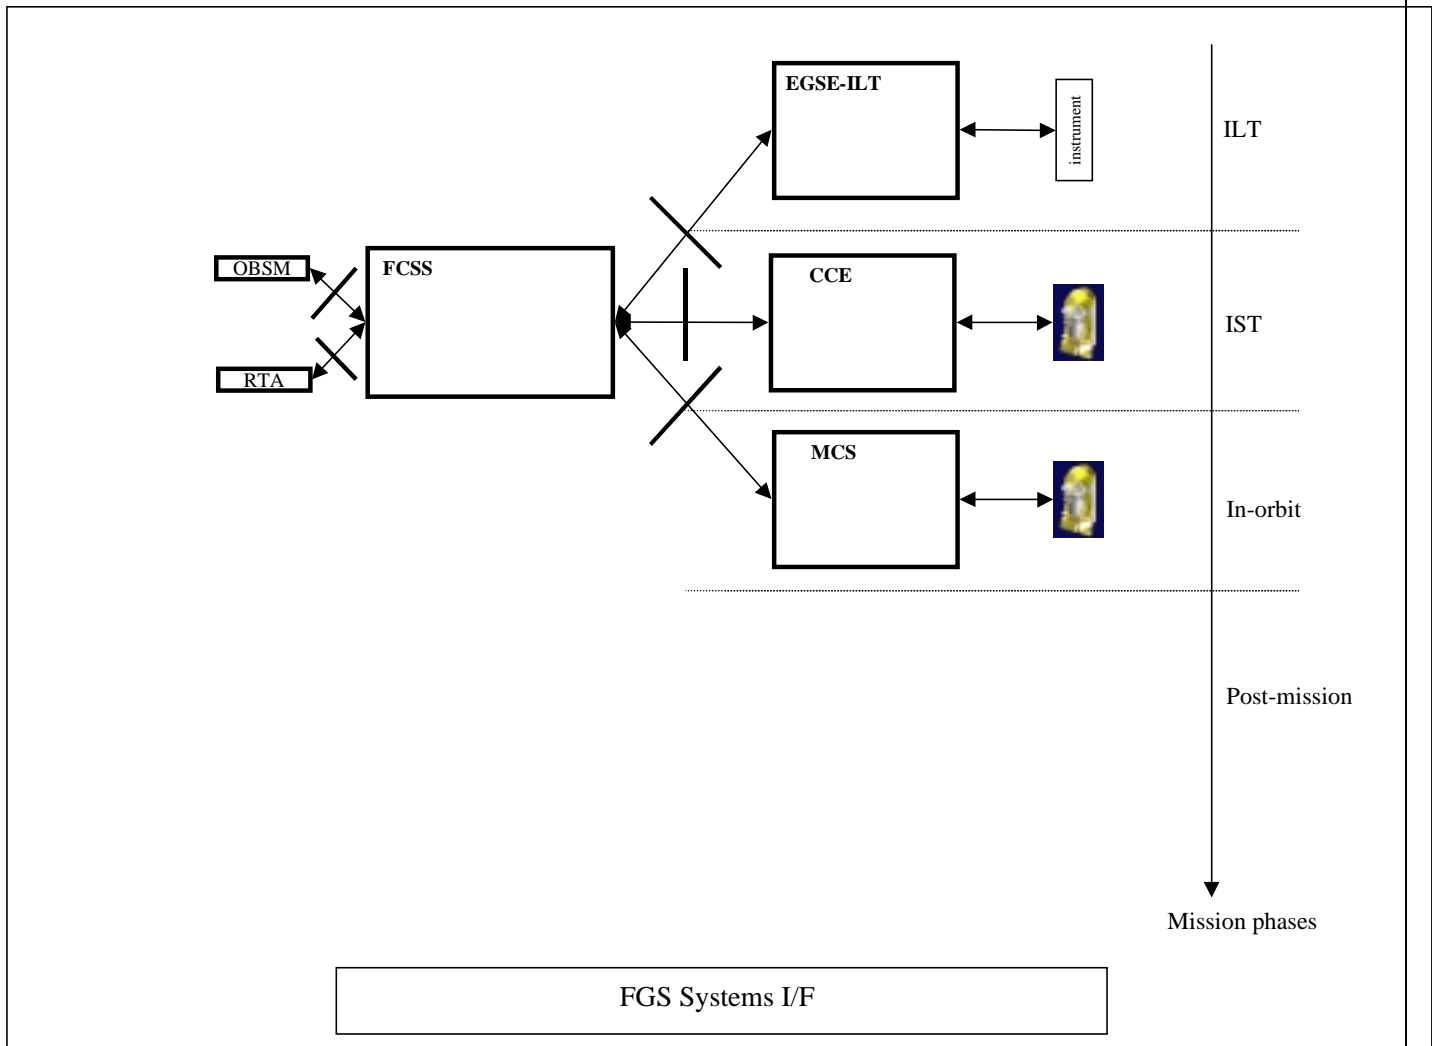 EGSE-ILT
instrument
ILT
OBSM
FCSS
CCE
IST
RTA
MCS
In-orbit
Post-mission
Mission phases
FGS Systems I/F